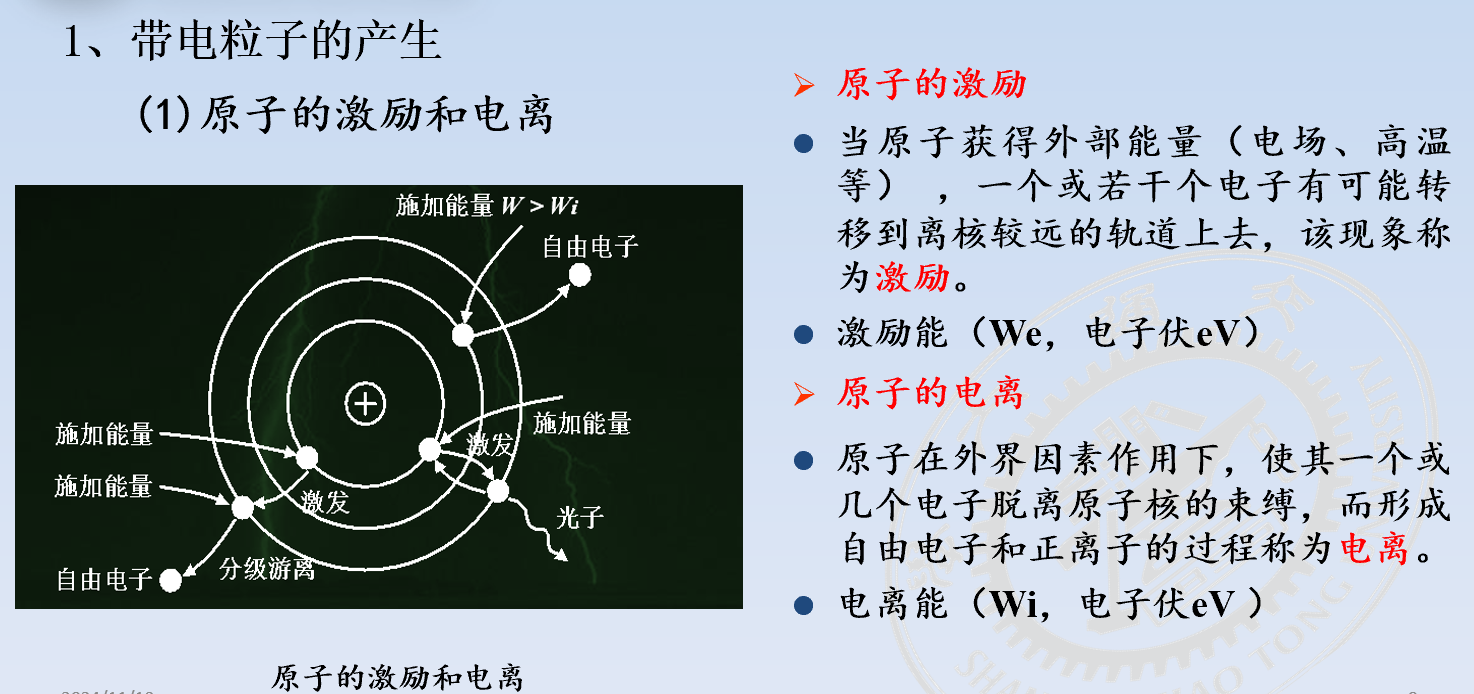 1、带电粒子的产生
(1)原子的激励和电离
施加能量 W > Wi
自由电子
施加能量
激发
施加能量
施加能量
激发
光子
分级游离
自由电子
原子的激励和电离
➢ 原子的激励
● 当原子获得外部能量（电场、高温
等），一个或若干个电子有可能转
移到离核较远的轨道上去，该现象称
为激励。
● 激励能（We，电子伏eV）
➢ 原子的电离
● 原子在外界因素作用下，使其一个或
几个电子脱离原子核的束缚，而形成
自由电子和正离子的过程称为电离。
● 电离能（Wi，电子伏eV ）